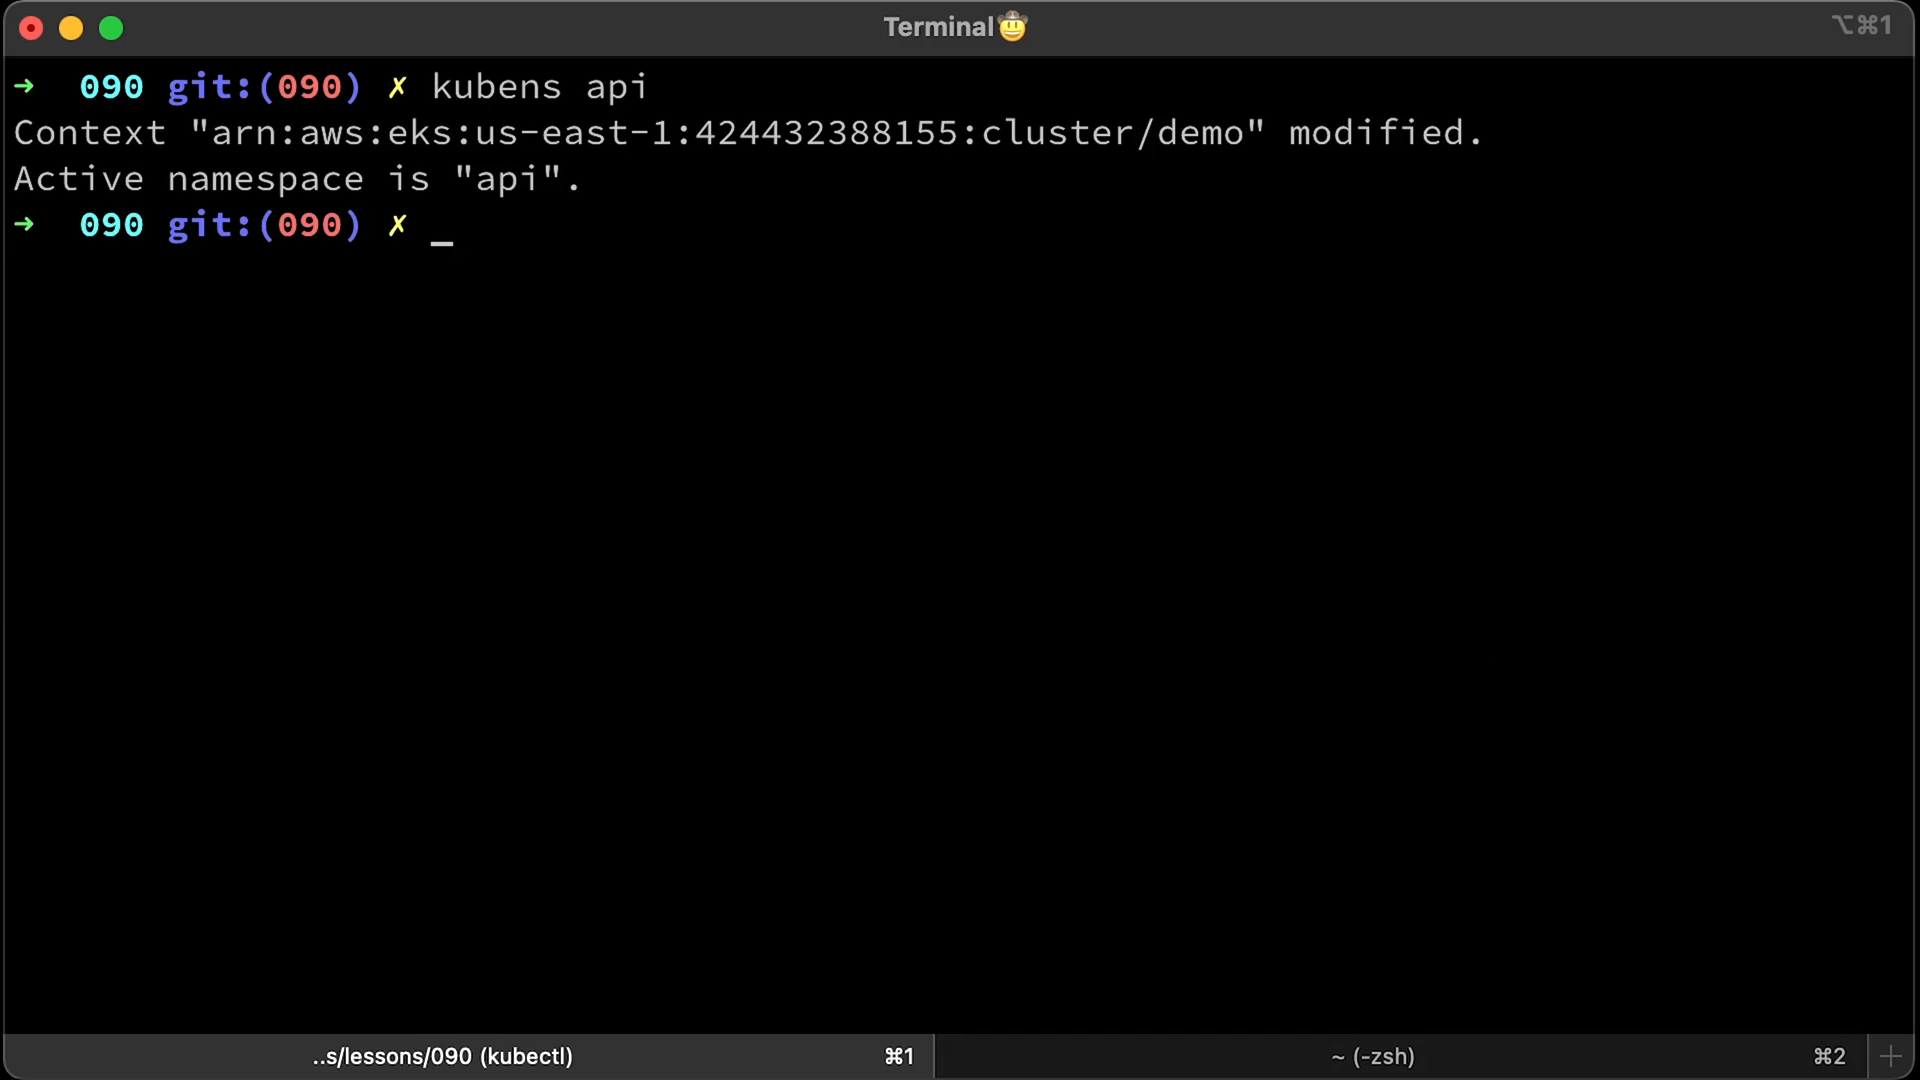 Terminal🤠
⌥⌘1
➜  090 git:(090) ✗ kubens api
Context "arn:aws:eks:us-east-1:424432388155:cluster/demo" modified.
Active namespace is "api".
➜  090 git:(090) ✗ _
..s/lessons/090 (kubectl) ⌘1
~ (-zsh) ⌘2